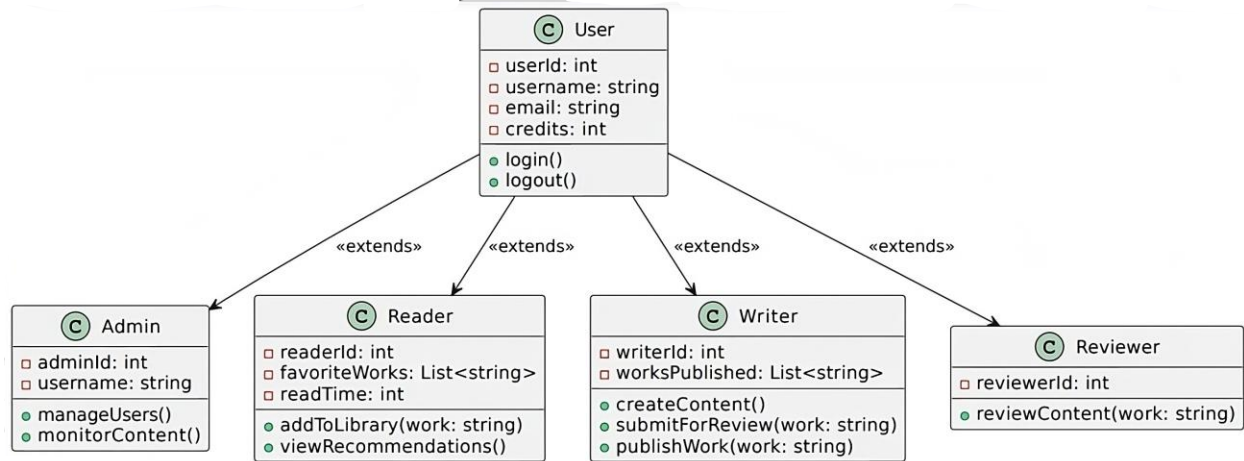 C User
userId: int
username: string
email: string
credits: int
login()
logout()
«extends»
«extends»
«extends»
«extends»
C Admin
adminId: int
username: string
manageUsers()
monitorContent()
C Reader
readerId: int
favoriteWorks: List<string>
readTime: int
addToLibrary(work: string)
viewRecommendations()
C Writer
writerId: int
worksPublished: List<string>
createContent()
submitForReview(work: string)
publishWork(work: string)
C Reviewer
reviewerId: int
reviewContent(work: string)